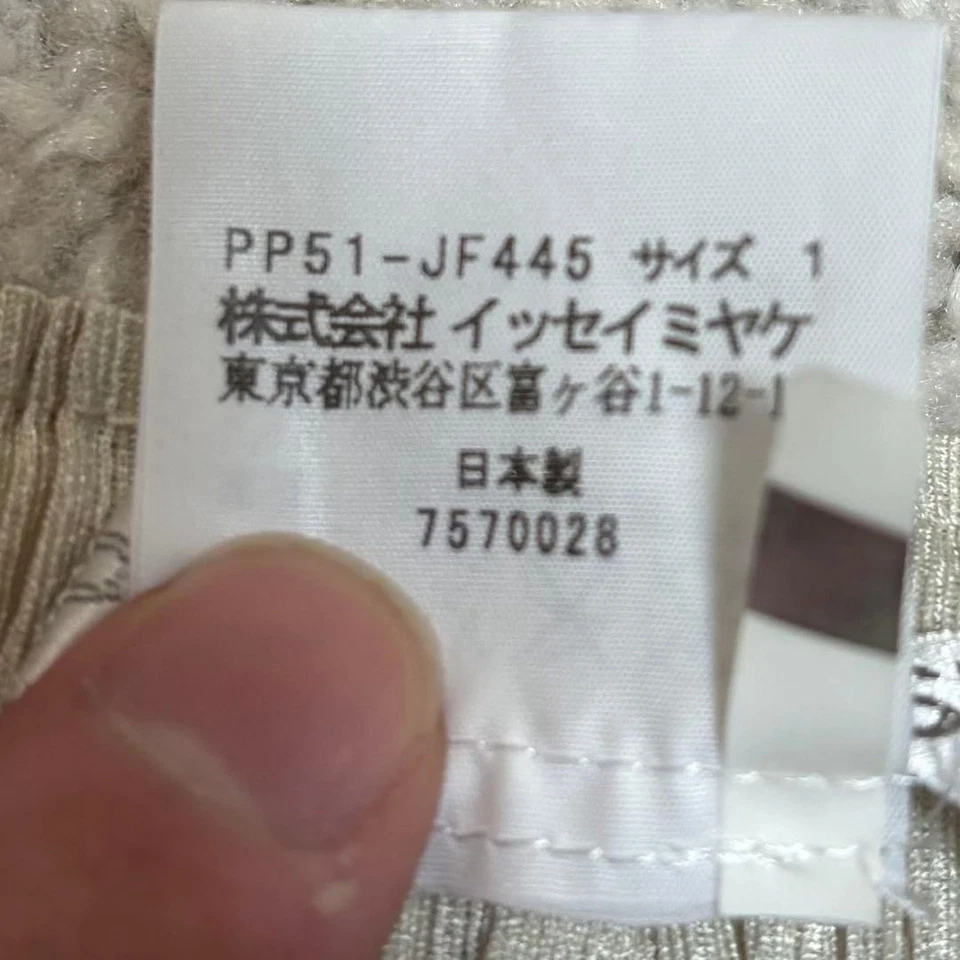 PP51-JF445 サイズ 1
株式会社 イッセイミヤケ
東京都渋谷区富ヶ谷1-12-1
日本製
7570028